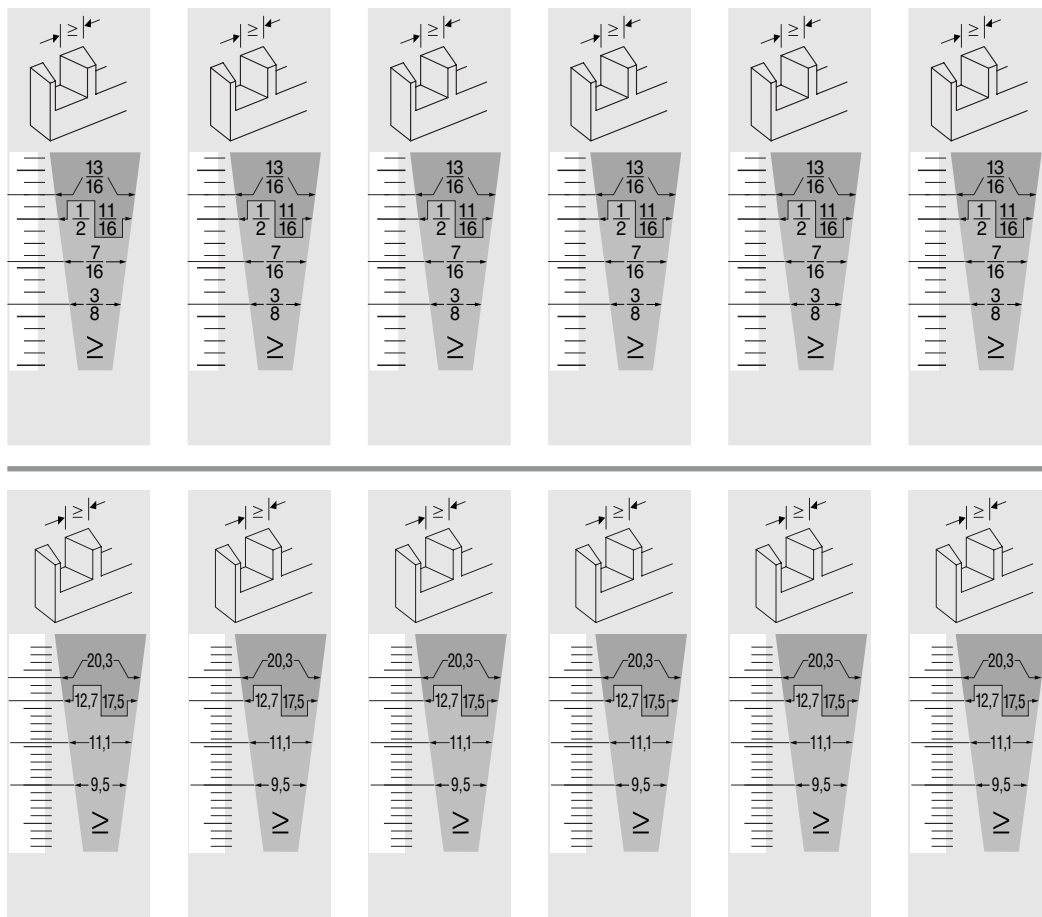 ≥ ≥ ≥ ≥ ≥ ≥
13/16 13/16 13/16 13/16 13/16 13/16
1/2 11/16 1/2 11/16 1/2 11/16 1/2 11/16 1/2 11/16 1/2 11/16
7/16 7/16 7/16 7/16 7/16 7/16
3/8 3/8 3/8 3/8 3/8 3/8
≥ ≥ ≥ ≥ ≥ ≥
≥ ≥ ≥ ≥ ≥ ≥
20,3 20,3 20,3 20,3 20,3 20,3
12,7 17,5 12,7 17,5 12,7 17,5 12,7 17,5 12,7 17,5 12,7 17,5
11,1 11,1 11,1 11,1 11,1 11,1
9,5 9,5 9,5 9,5 9,5 9,5
≥ ≥ ≥ ≥ ≥ ≥